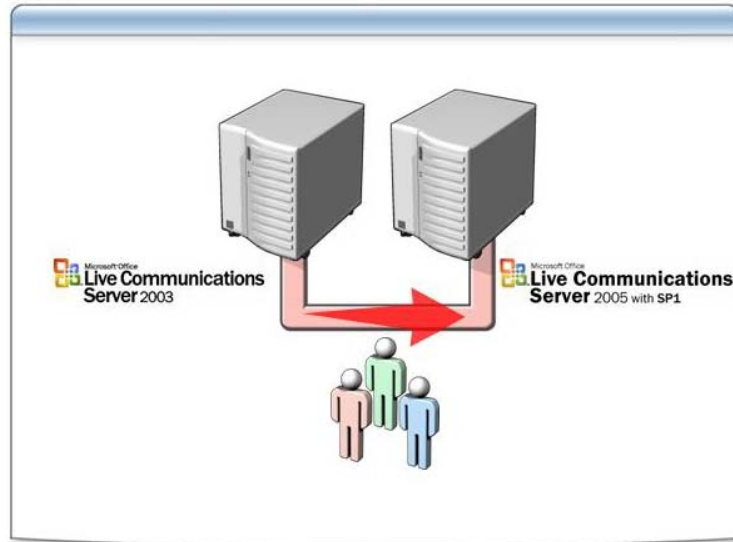 Microsoft Office
Live Communications
Server 2003
Microsoft Office
Live Communications
Server 2005 with SP1